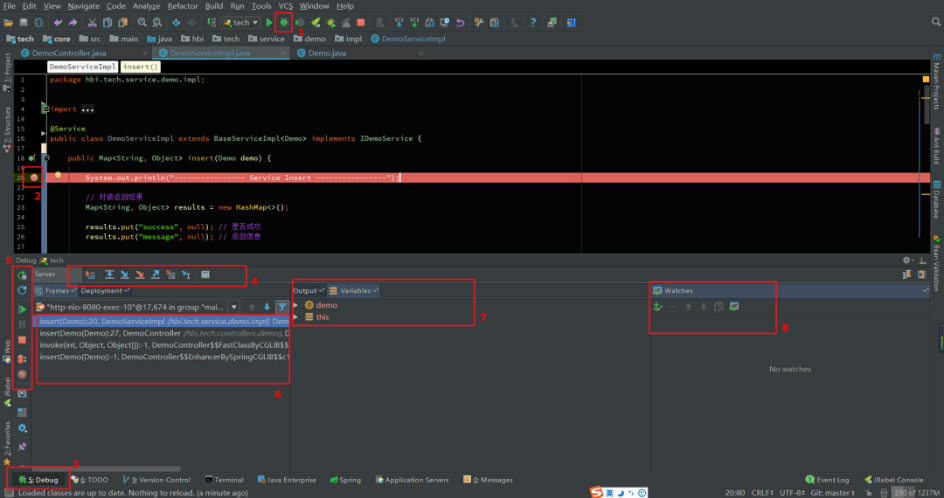 File Edit View Navigate Code Analyze Refactor Build Run Tools VCS Window Help
tech
1
tech core src main java hbi tech service demo impl DemoServiceImpl
DemoController.java DemoServiceImpl.java Demo.java
DemoServiceImpl insert()
1 package hbi.tech.service.demo.impl;
2
3
4 import ...
14
15 @Service
16 public class DemoServiceImpl extends BaseServiceImpl<Demo> implements IDemoService {
17
18 public Map<String, Object> insert(Demo demo) {
19
20 System.out.println("---------------- Service Insert ----------------");
2
21
22 // 封装返回结果
23 Map<String, Object> results = new HashMap<>();
24
25 results.put("success", null); // 是否成功
26 results.put("message", null); // 返回信息
27
1: Project
7: Structure
Web
JRebel
2: Favorites
Maven Projects
Ant Build
Database
Bean Validation
Debug tech
5
Server
4
Frames Deployment Output Variables Watches
"http-nio-8080-exec-10"@17,674 in group "mai...
insert(Demo):20, DemoServiceImpl (hbi.tech.service.demo.impl), Dem
insertDemo(Demo):27, DemoController (hbi.tech.controllers.demo), D
invoke(int, Object, Object[]):-1, DemoController$$FastClassByCGLIB$$
insertDemo(Demo):-1, DemoController$$EnhancerBySpringCGLIB$$c1
6
demo
this
7
8
No watches
3
5: Debug 6: TODO 9: Version Control Terminal Java Enterprise Spring Application Servers 0: Messages Event Log JRebel Console
Loaded classes are up to date. Nothing to reload. (a minute ago) 英 20:80 CRLF UTF-8 Git: master 290 of 1237M